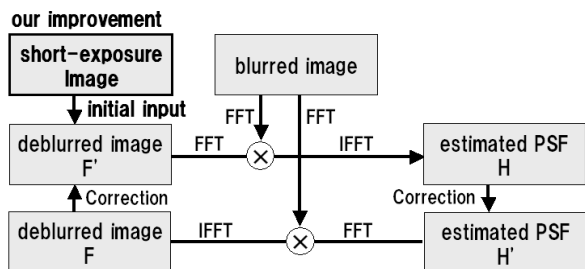 our improvement
short-exposure
Image
blurred image
initial input
FFT
FFT
deblurred image
F'
FFT
×
IFFT
estimated PSF
H
Correction
Correction
deblurred image
F
IFFT
×
FFT
estimated PSF
H'